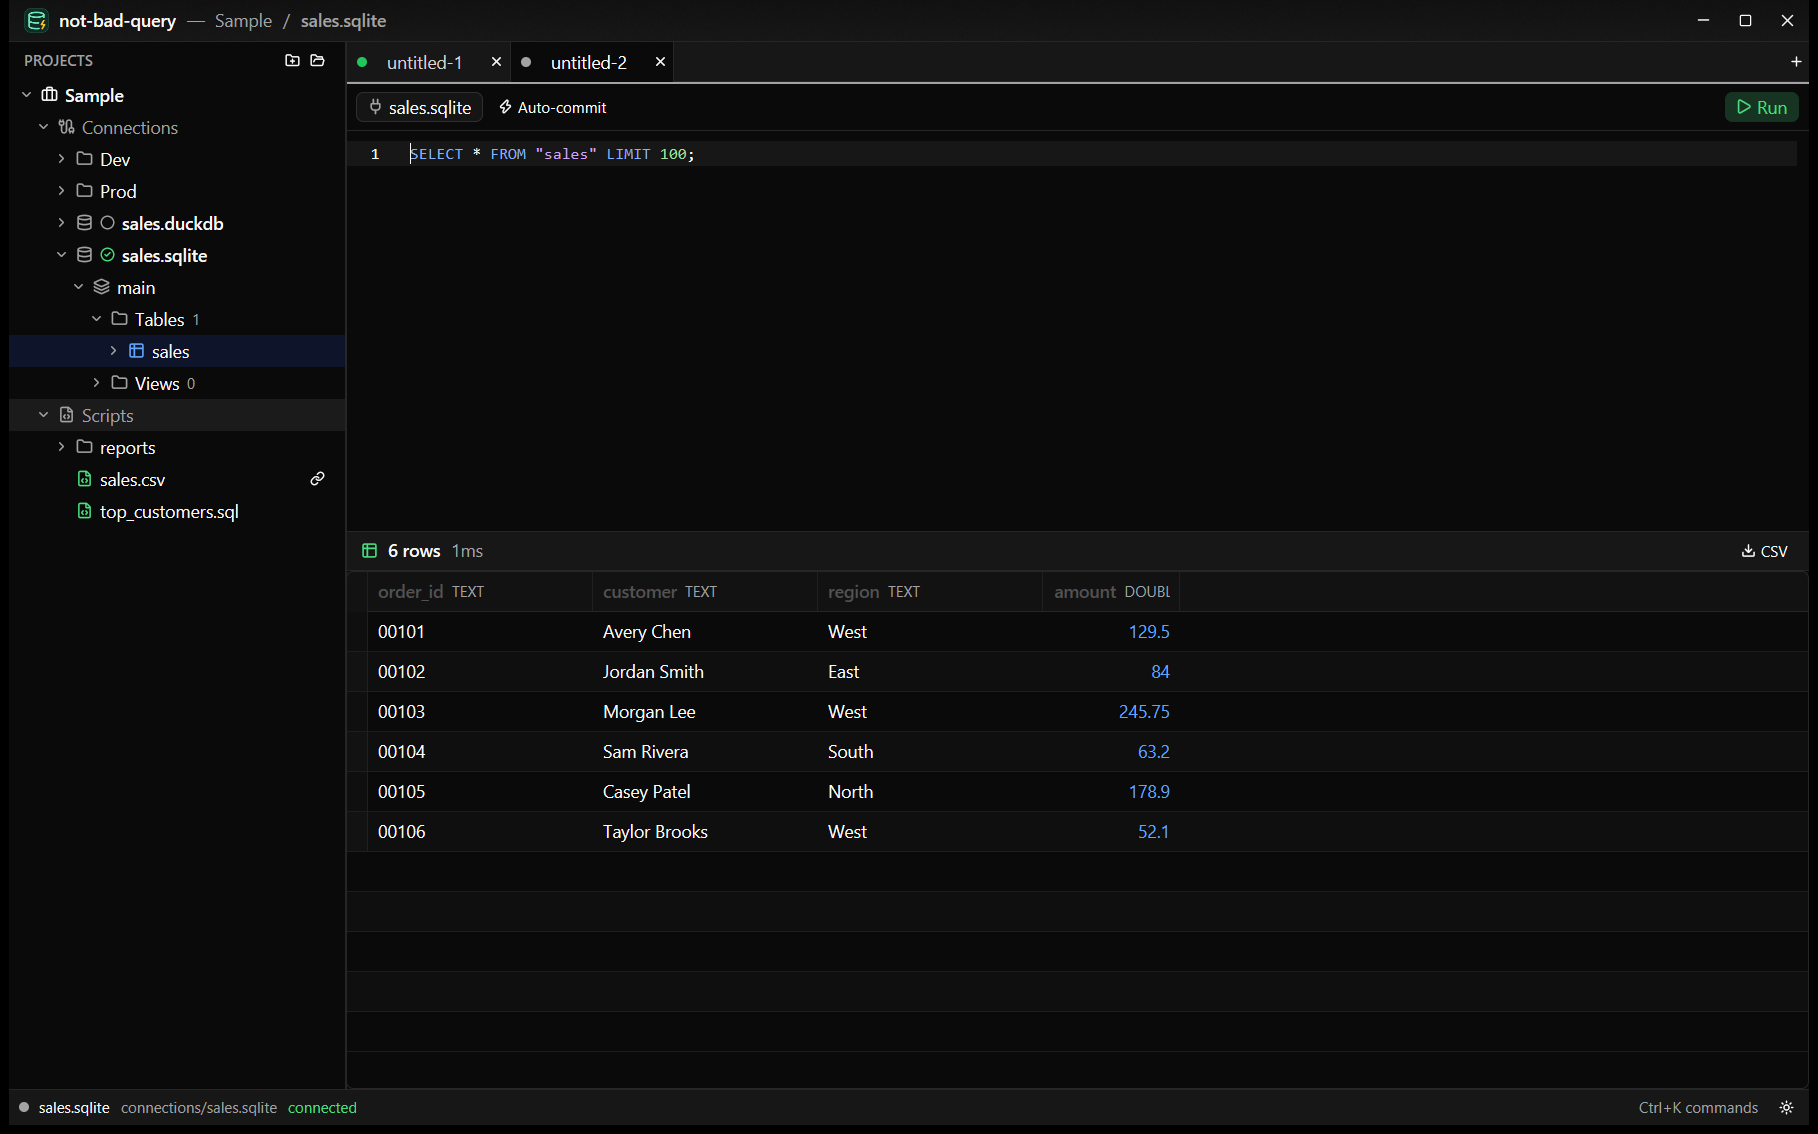 not-bad-query — Sample / sales.sqlite
PROJECTS
Sample
Connections
Dev
Prod
sales.duckdb
sales.sqlite
main
Tables 1
sales
Views 0
Scripts
reports
sales.csv
top_customers.sql
untitled-1
untitled-2
sales.sqlite Auto-commit Run
1 SELECT * FROM "sales" LIMIT 100;
6 rows 1ms CSV
order_id TEXT customer TEXT region TEXT amount DOUBL
00101 Avery Chen West 129.5
00102 Jordan Smith East 84
00103 Morgan Lee West 245.75
00104 Sam Rivera South 63.2
00105 Casey Patel North 178.9
00106 Taylor Brooks West 52.1
sales.sqlite connections/sales.sqlite connected Ctrl+K commands